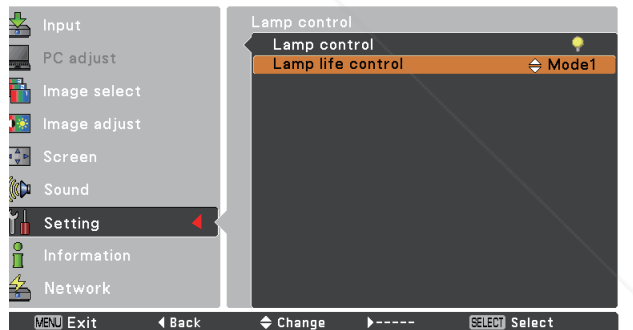 Input
PC adjust
Image select
Image adjust
Screen
Sound
Setting
Information
Network
Lamp control
Lamp control
Lamp life control Mode1
MENU Exit Back Change ----- SELECT Select